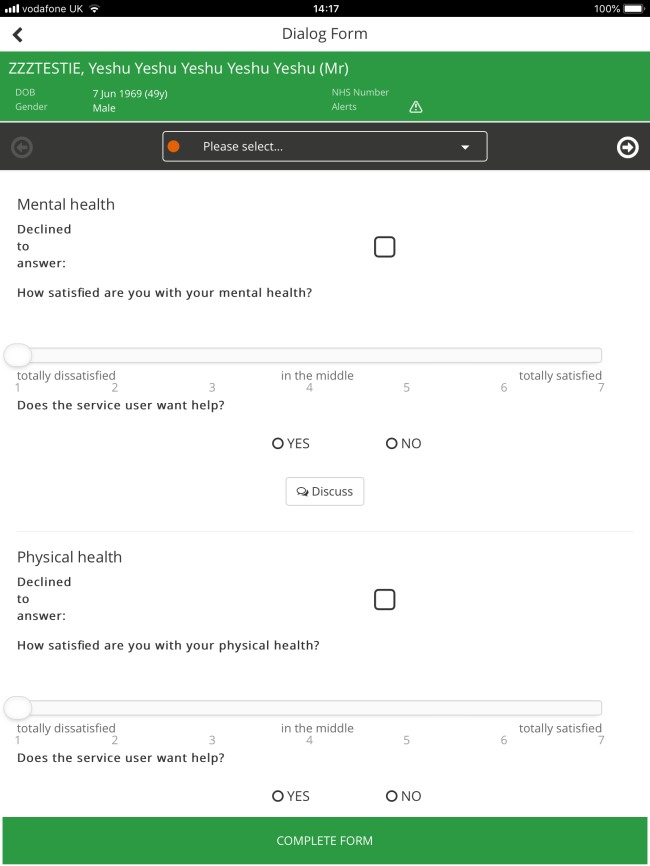 vodafone UK 14:17 100%
Dialog Form
ZZZTESTIE, Yeshu Yeshu Yeshu Yeshu Yeshu (Mr)
DOB 7 Jun 1969 (49y) NHS Number
Gender Male Alerts
Please select...
Mental health
Declined
to
answer:
How satisfied are you with your mental health?
totally dissatisfied in the middle totally satisfied
1 2 3 4 5 6 7
Does the service user want help?
YES NO
Discuss
Physical health
Declined
to
answer:
How satisfied are you with your physical health?
totally dissatisfied in the middle totally satisfied
1 2 3 4 5 6 7
Does the service user want help?
YES NO
COMPLETE FORM